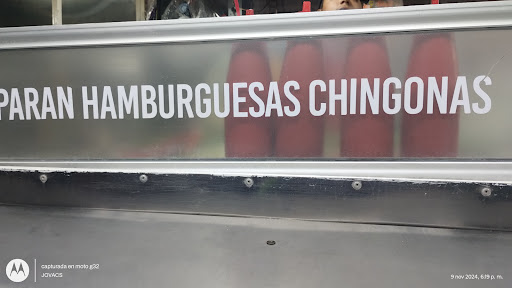 PARAN HAMBURGUESAS CHINGONAS
capturada en moto g32
JOVACIS
9 nov 2024, 6:19 p. m.